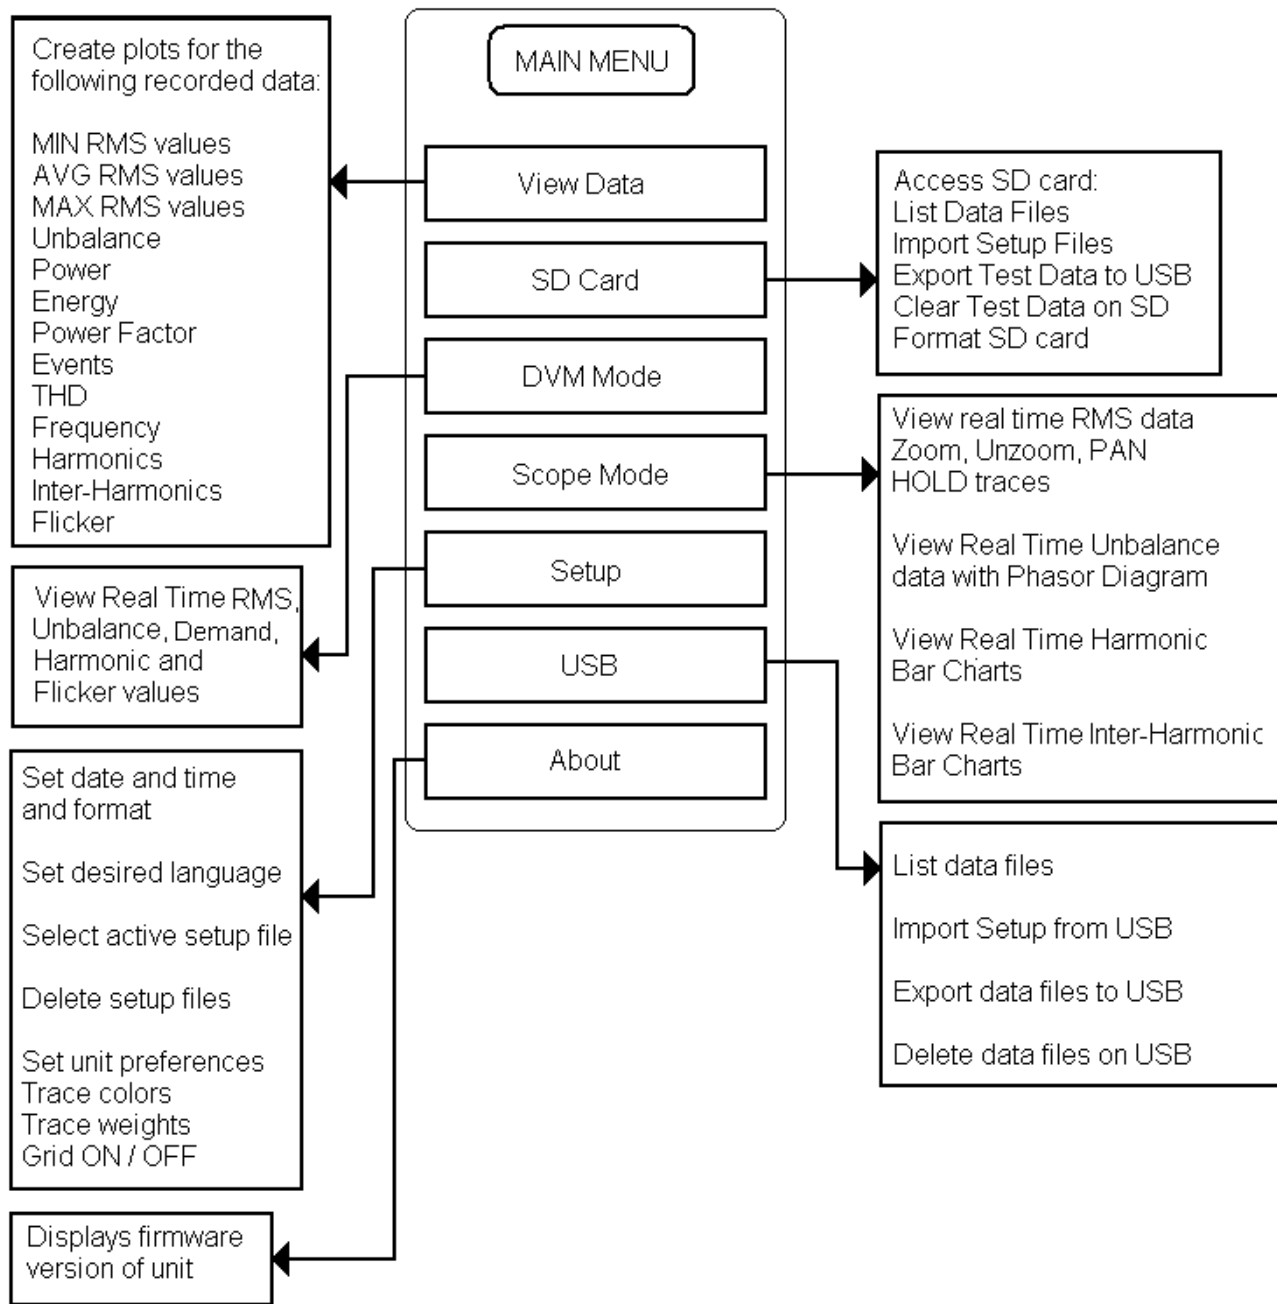 MAIN MENU
View Data
SD Card
DVM Mode
Scope Mode
Setup
USB
About
Create plots for the
following recorded data:
MIN RMS values
AVG RMS values
MAX RMS values
Unbalance
Power
Energy
Power Factor
Events
THD
Frequency
Harmonics
Inter-Harmonics
Flicker
View Real Time RMS,
Unbalance, Demand,
Harmonic and
Flicker values
Set date and time
and format
Set desired language
Select active setup file
Delete setup files
Set unit preferences
Trace colors
Trace weights
Grid ON / OFF
Displays firmware
version of unit
Access SD card:
List Data Files
Import Setup Files
Export Test Data to USB
Clear Test Data on SD
Format SD card
View real time RMS data
Zoom, Unzoom, PAN
HOLD traces
View Real Time Unbalance
data with Phasor Diagram
View Real Time Harmonic
Bar Charts
View Real Time Inter-Harmonic
Bar Charts
List data files
Import Setup from USB
Export data files to USB
Delete data files on USB